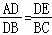 AD/DB = DE/BC